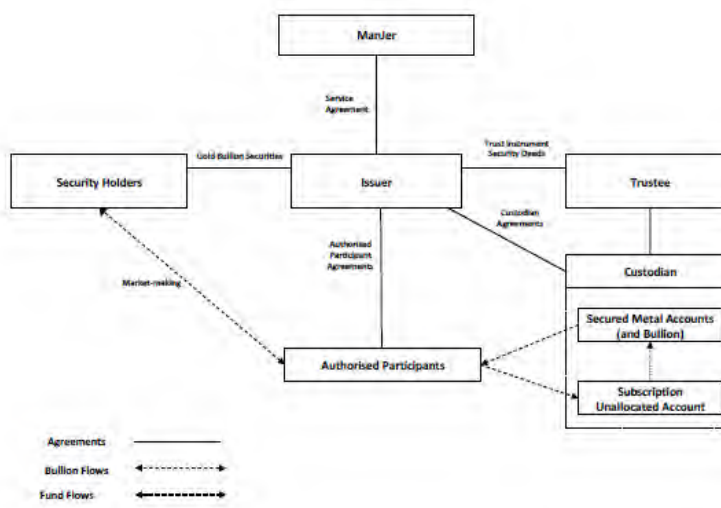 ManJer
Service
Agreement
Gold Bullion Securities
Trust Instrument
Security Deeds
Security Holders
Issuer
Trustee
Custodian
Agreements
Authorised
Participant
Agreements
Custodian
Market-making
Secured Metal Accounts
(and Bullion)
Authorised Participants
Subscription
Unallocated Account
Agreements
Bullion Flows
Fund Flows